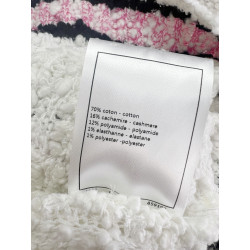 70% coton - cotton
16% cachemire - cashmere
12% polyamide - polyamide
1% elasthanne - elastane
1% polyester -polyester